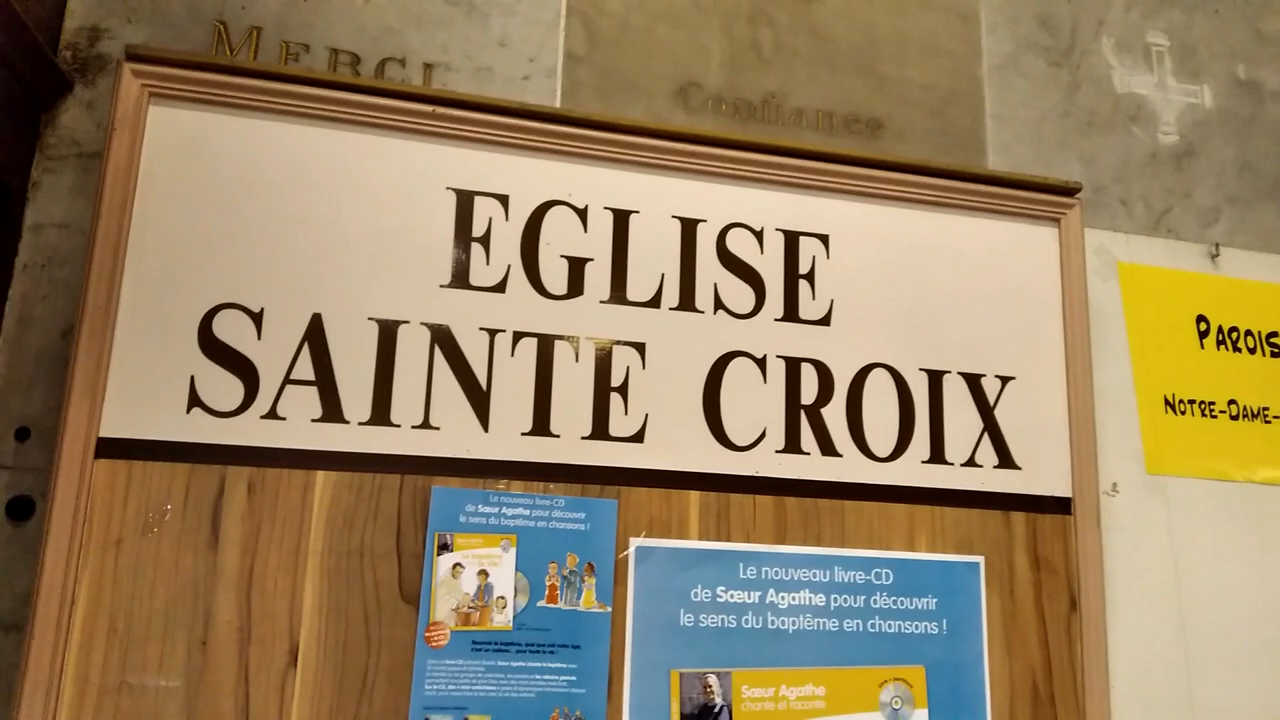 MERCI
Confiance
EGLISE
SAINTE CROIX
PAROIS
NOTRE-DAME-
Le nouveau livre-CD
de Sœur Agathe pour découvrir
le sens du baptême en chansons !
Le nouveau livre-CD
de Sœur Agathe pour découvrir
le sens du baptême en chansons !
Sœur Agathe
chante et raconte